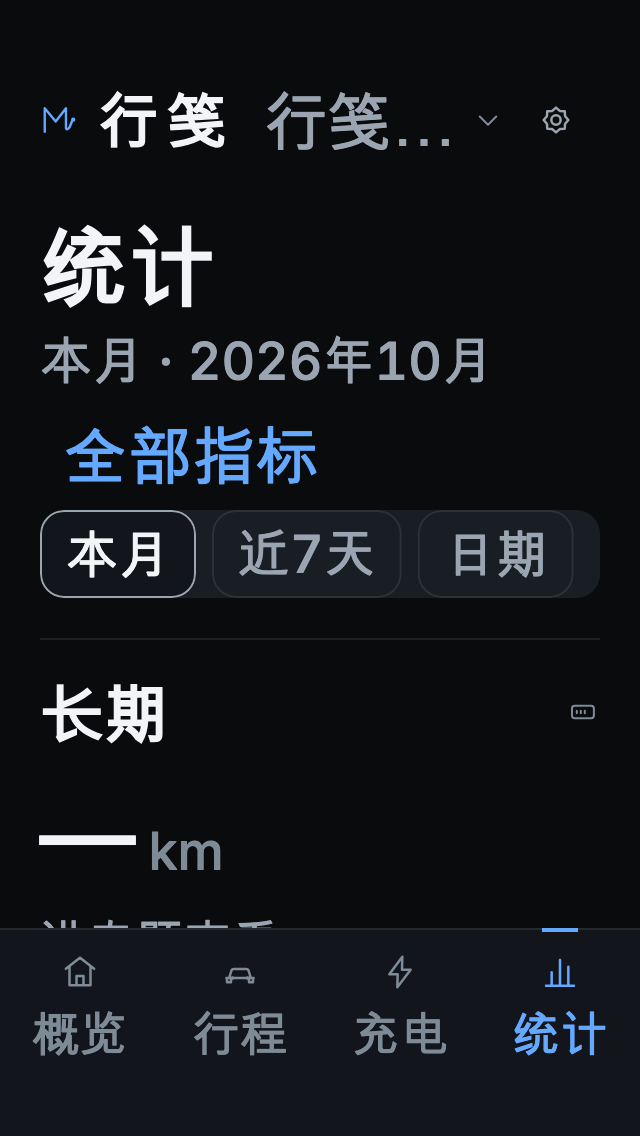 行笺 行笺...
统计
本月 · 2026年10月
全部指标
本月 近7天 日期
长期
— km
概览 行程 充电 统计